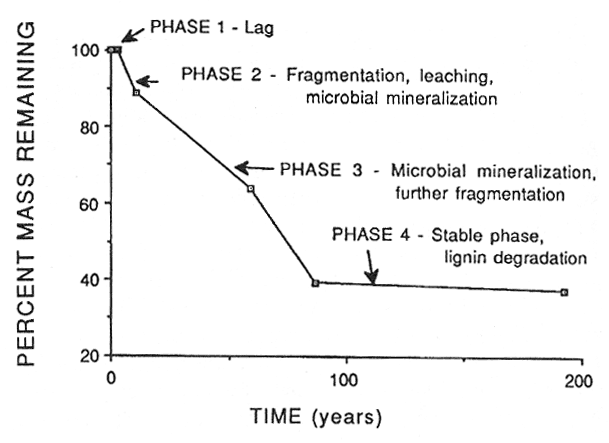 PHASE 1 - Lag
PHASE 2 - Fragmentation, leaching,
microbial mineralization
PHASE 3 - Microbial mineralization,
further fragmentation
PHASE 4 - Stable phase,
lignin degradation
PERCENT MASS REMAINING
100
80
60
40
20
0
100
200
TIME (years)